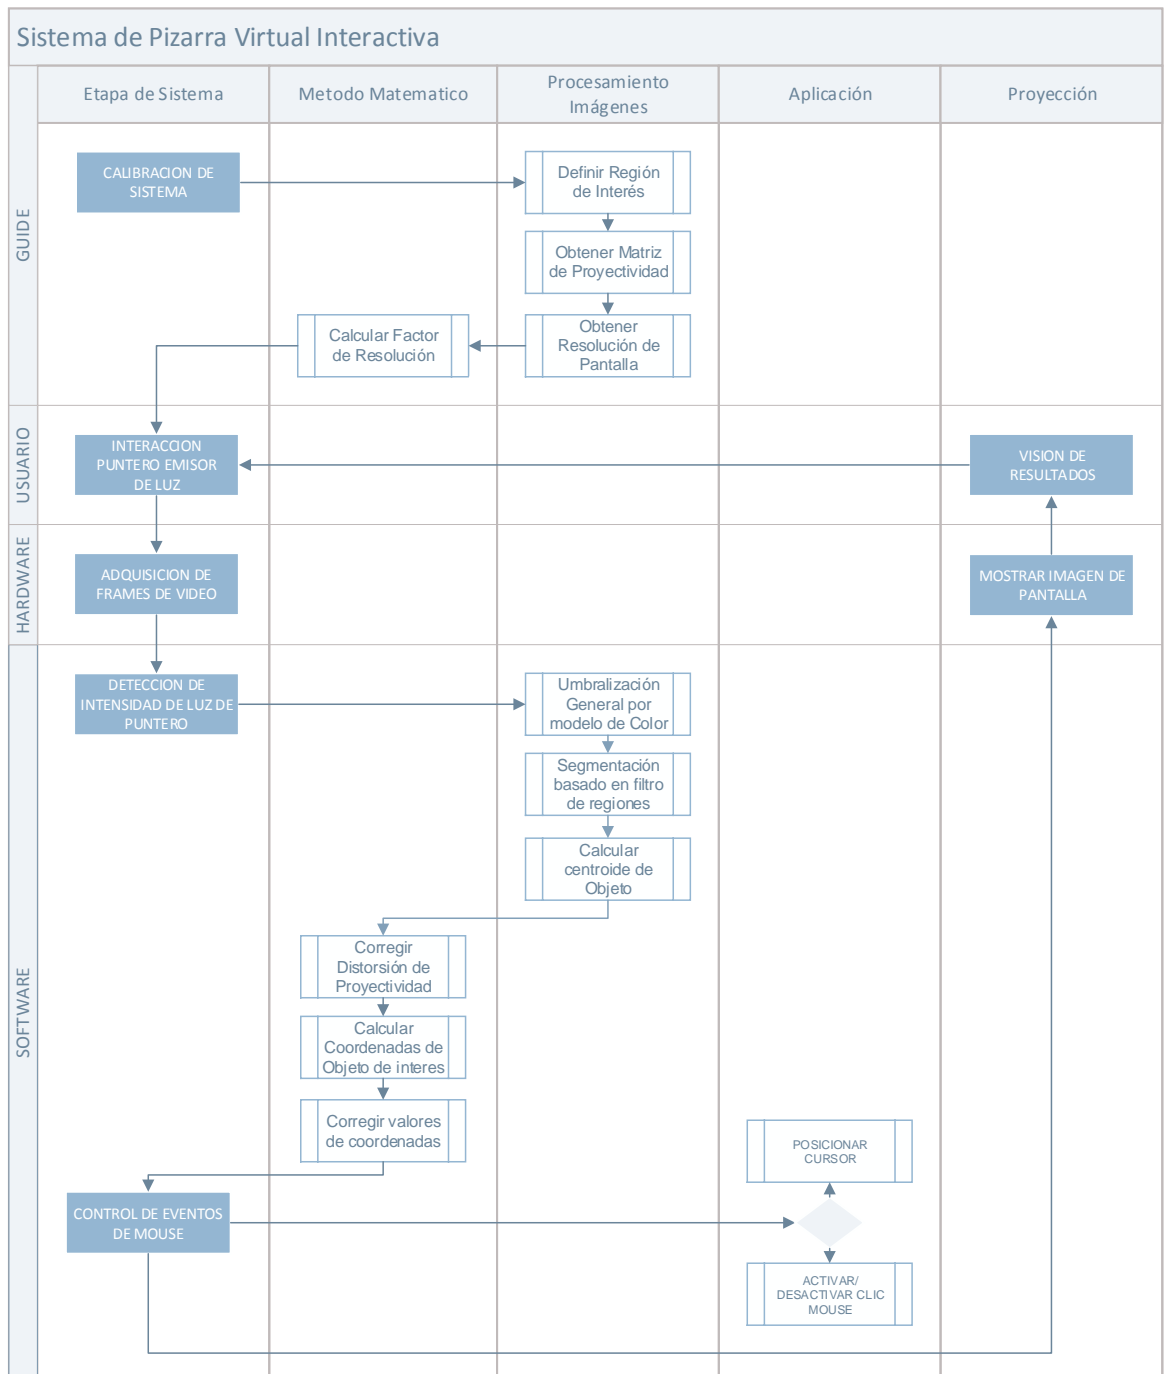 Sistema de Pizarra Virtual Interactiva
Etapa de Sistema
Metodo Matematico
Procesamiento
Imágenes
Aplicación
Proyección
GUIDE
CALIBRACION DE
SISTEMA
Definir Región
de Interés
Obtener Matriz
de Proyectividad
Obtener
Resolución de
Pantalla
Calcular Factor
de Resolución
USUARIO
INTERACCION
PUNTERO EMISOR
DE LUZ
VISION DE
RESULTADOS
HARDWARE
ADQUISICION DE
FRAMES DE VIDEO
MOSTRAR IMAGEN DE
PANTALLA
SOFTWARE
DETECCION DE
INTENSIDAD DE LUZ DE
PUNTERO
Umbralización
General por
modelo de Color
Segmentación
basado en filtro
de regiones
Calcular
centroide de
Objeto
Corregir
Distorsión de
Proyectividad
Calcular
Coordenadas de
Objeto de interes
Corregir valores
de coordenadas
CONTROL DE EVENTOS
DE MOUSE
POSICIONAR
CURSOR
ACTIVAR/
DESACTIVAR CLIC
MOUSE